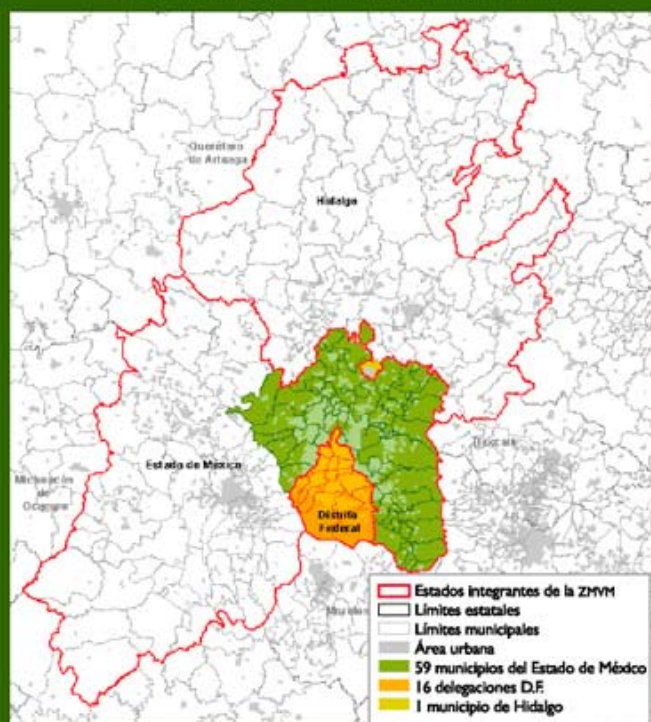 Querétaro
de Arteaga
Hidalgo
Tlaxcala
Estado de México
Michoacán
de
Ocampo
Distrito
Federal
Morelos
Estados integrantes de la ZMVM
Límites estatales
Límites municipales
Área urbana
59 municipios del Estado de México
16 delegaciones D.F.
1 municipio de Hidalgo